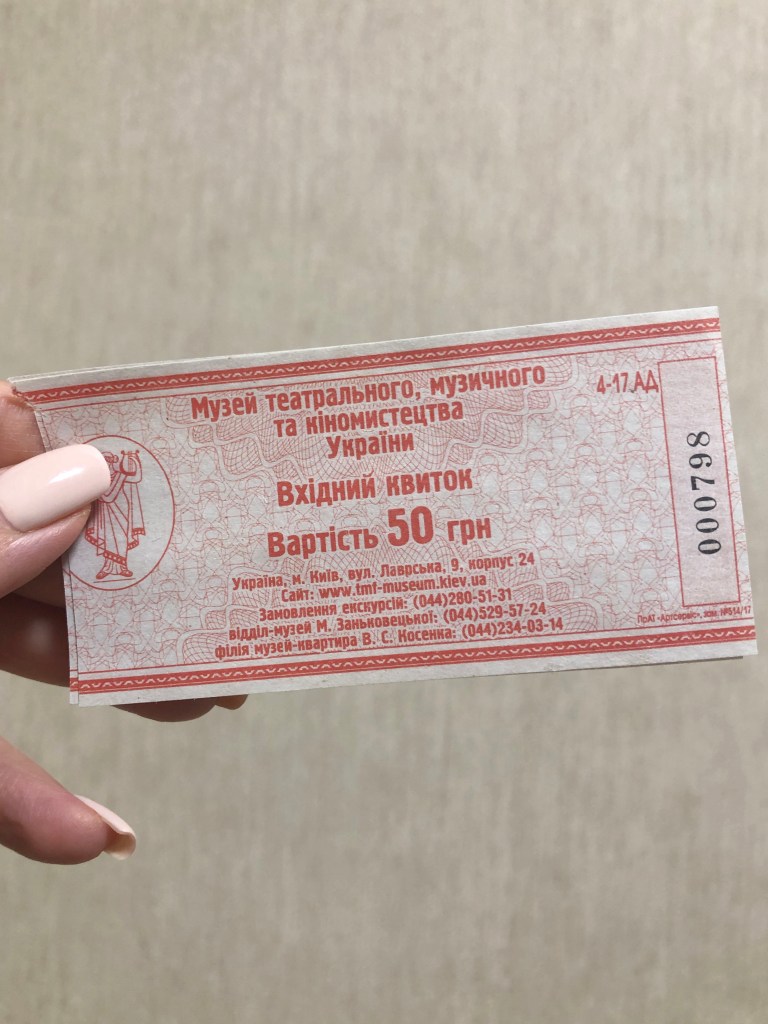 Музей театрального, музичного
та кіномистецтва
України
4-17.АД
Вхідний квиток
Вартість 50 грн
Україна, м. Київ, вул. Лаврська, 9, корпус 24
Сайт: www.tmf-museum.kiev.ua
Замовлення екскурсій: (044)280-51-31
відділ-музей М. Заньковецької: (044)529-57-24
філія музей-квартира В. С. Косенка: (044)234-03-14
000798